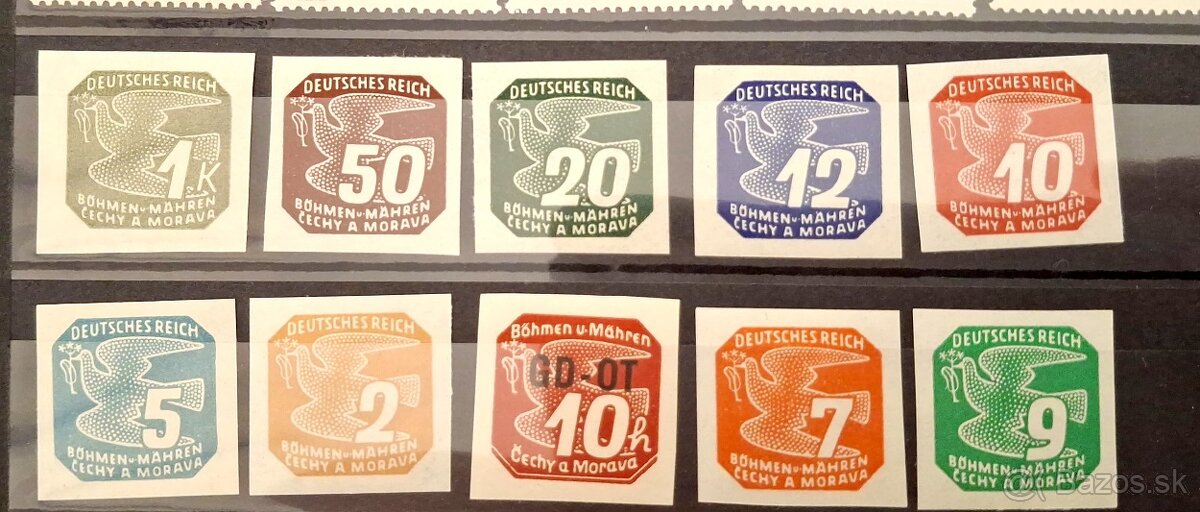 DEUTSCHES REICH
1K
BÖHMEN u. MÄHREN
ČECHY A MORAVA
DEUTSCHES REICH
50
BÖHMEN u. MÄHREN
ČECHY A MORAVA
DEUTSCHES REICH
20
BÖHMEN u. MÄHREN
ČECHY A MORAVA
DEUTSCHES REICH
12
BÖHMEN u. MÄHREN
ČECHY A MORAVA
DEUTSCHES REICH
10
BÖHMEN u. MÄHREN
ČECHY A MORAVA
DEUTSCHES REICH
5
BÖHMEN u. MÄHREN
ČECHY A MORAVA
DEUTSCHES REICH
2
BÖHMEN u. MÄHREN
ČECHY A MORAVA
Böhmen u. Mähren
GD-OT
10h
Čechy a Morava
DEUTSCHES REICH
7
BÖHMEN u. MÄHREN
ČECHY A MORAVA
DEUTSCHES REICH
9
BÖHMEN u. MÄHREN
ČECHY A MORAVA
Bazos.sk